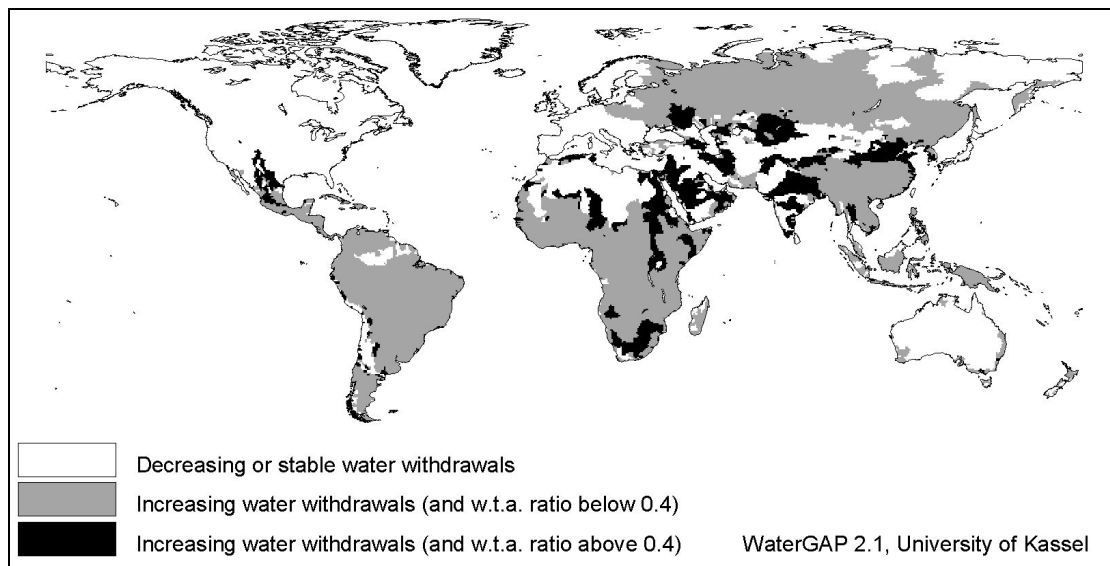 Decreasing or stable water withdrawals
Increasing water withdrawals (and w.t.a. ratio below 0.4)
Increasing water withdrawals (and w.t.a. ratio above 0.4) WaterGAP 2.1, University of Kassel